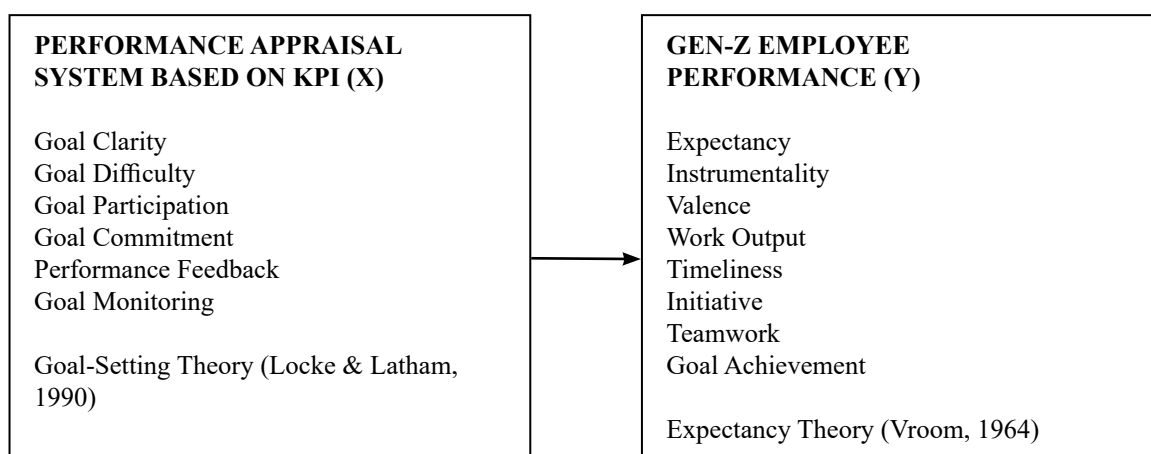 PERFORMANCE APPRAISAL
SYSTEM BASED ON KPI (X)
Goal Clarity
Goal Difficulty
Goal Participation
Goal Commitment
Performance Feedback
Goal Monitoring
Goal-Setting Theory (Locke & Latham,
1990)
GEN-Z EMPLOYEE
PERFORMANCE (Y)
Expectancy
Instrumentality
Valence
Work Output
Timeliness
Initiative
Teamwork
Goal Achievement
Expectancy Theory (Vroom, 1964)